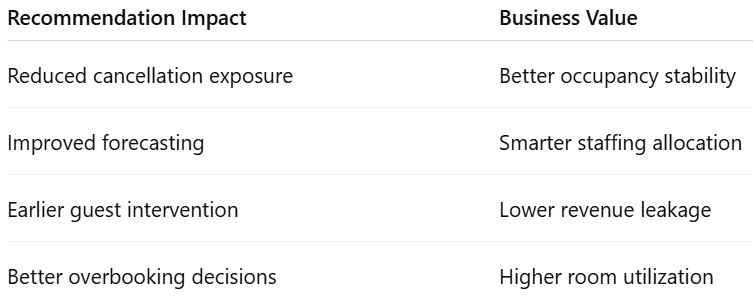 Recommendation Impact Business Value
Reduced cancellation exposure Better occupancy stability
Improved forecasting Smarter staffing allocation
Earlier guest intervention Lower revenue leakage
Better overbooking decisions Higher room utilization